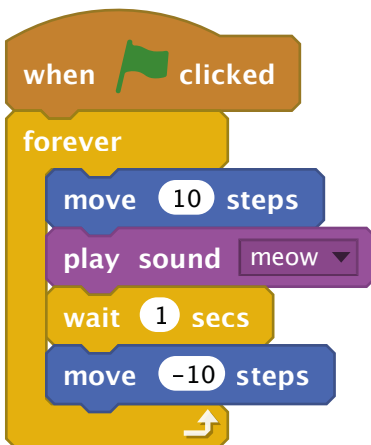 when clicked
forever
move 10 steps
play sound meow
wait 1 secs
move -10 steps